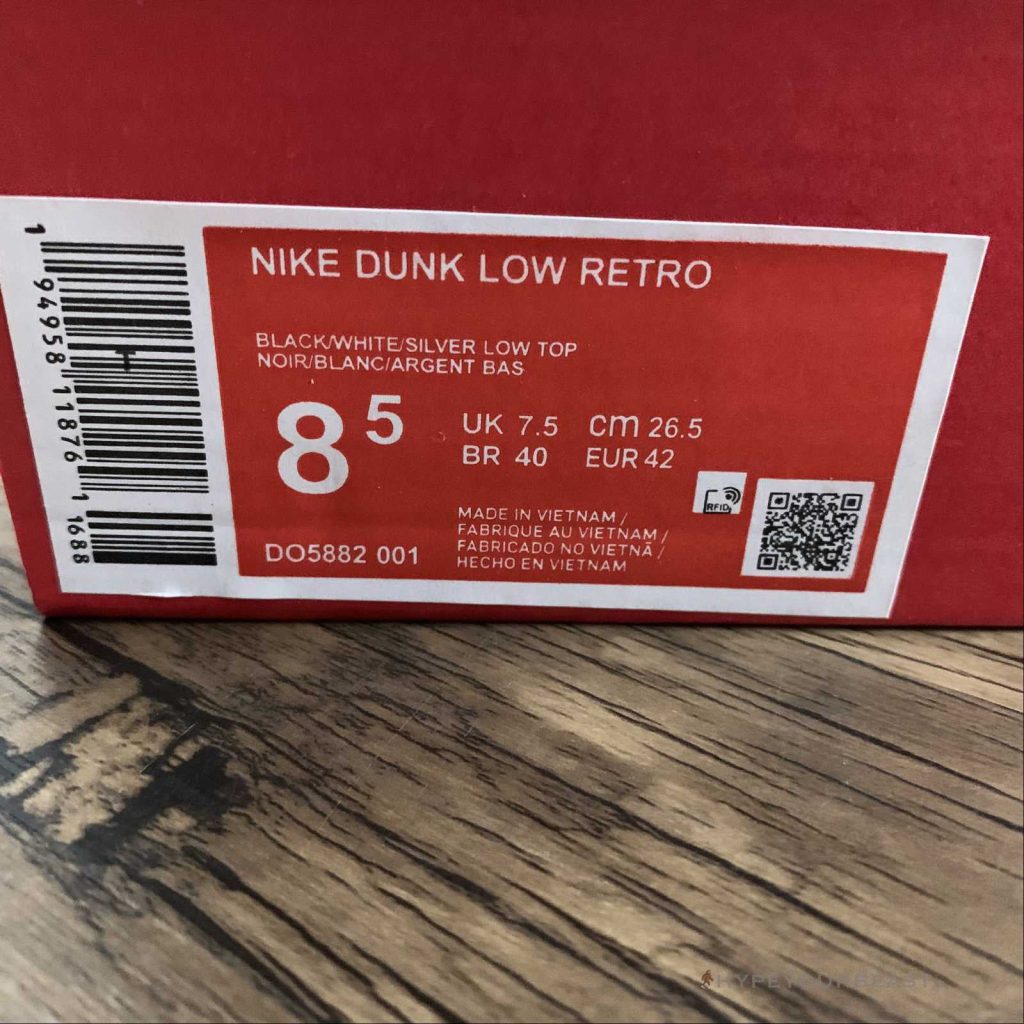 NIKE DUNK LOW RETRO
BLACK/WHITE/SILVER LOW TOP
NOIR/BLANC/ARGENT BAS
8 5
UK 7.5 cm 26.5
BR 40 EUR 42
RFID
MADE IN VIETNAM /
FABRIQUE AU VIETNAM /
FABRICADO NO VIETNÃ /
HECHO EN VIETNAM
DO5882 001
1 94958 11876 1 1688
T